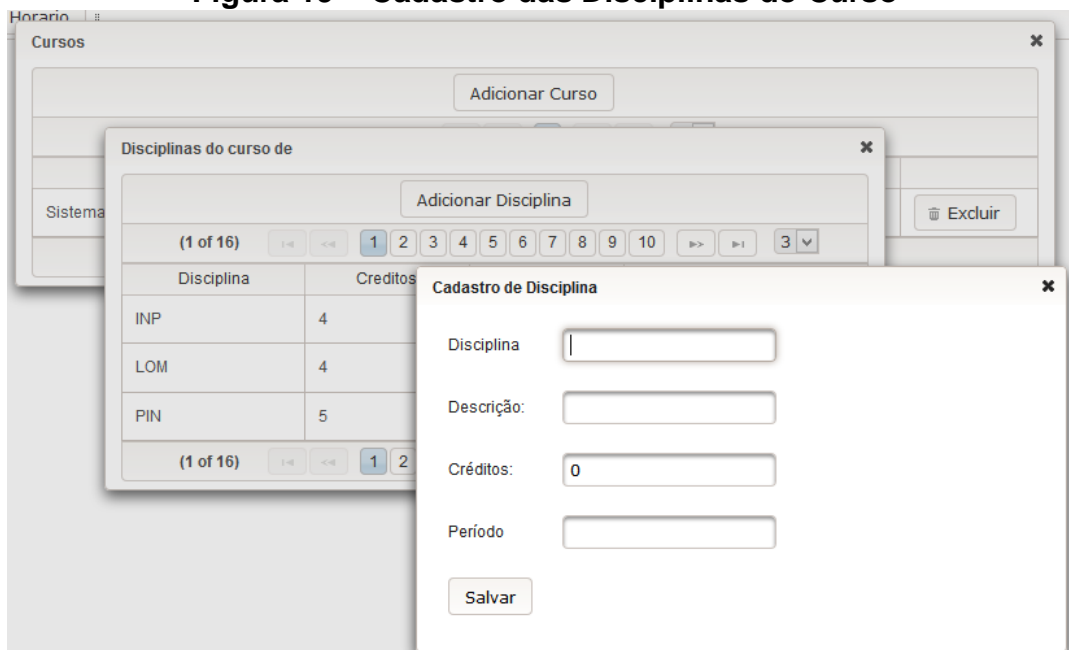 Figura 10 – Cadastro das Disciplinas do Curso
Horario
Cursos
Adicionar Curso
Disciplinas do curso de
Adicionar Disciplina
Sistema
Excluir
(1 of 16) 1 2 3 4 5 6 7 8 9 10 3
Disciplina Creditos
Cadastro de Disciplina
INP 4
Disciplina
LOM 4
Descrição:
PIN 5
(1 of 16) 1 2
Créditos: 0
Período
Salvar